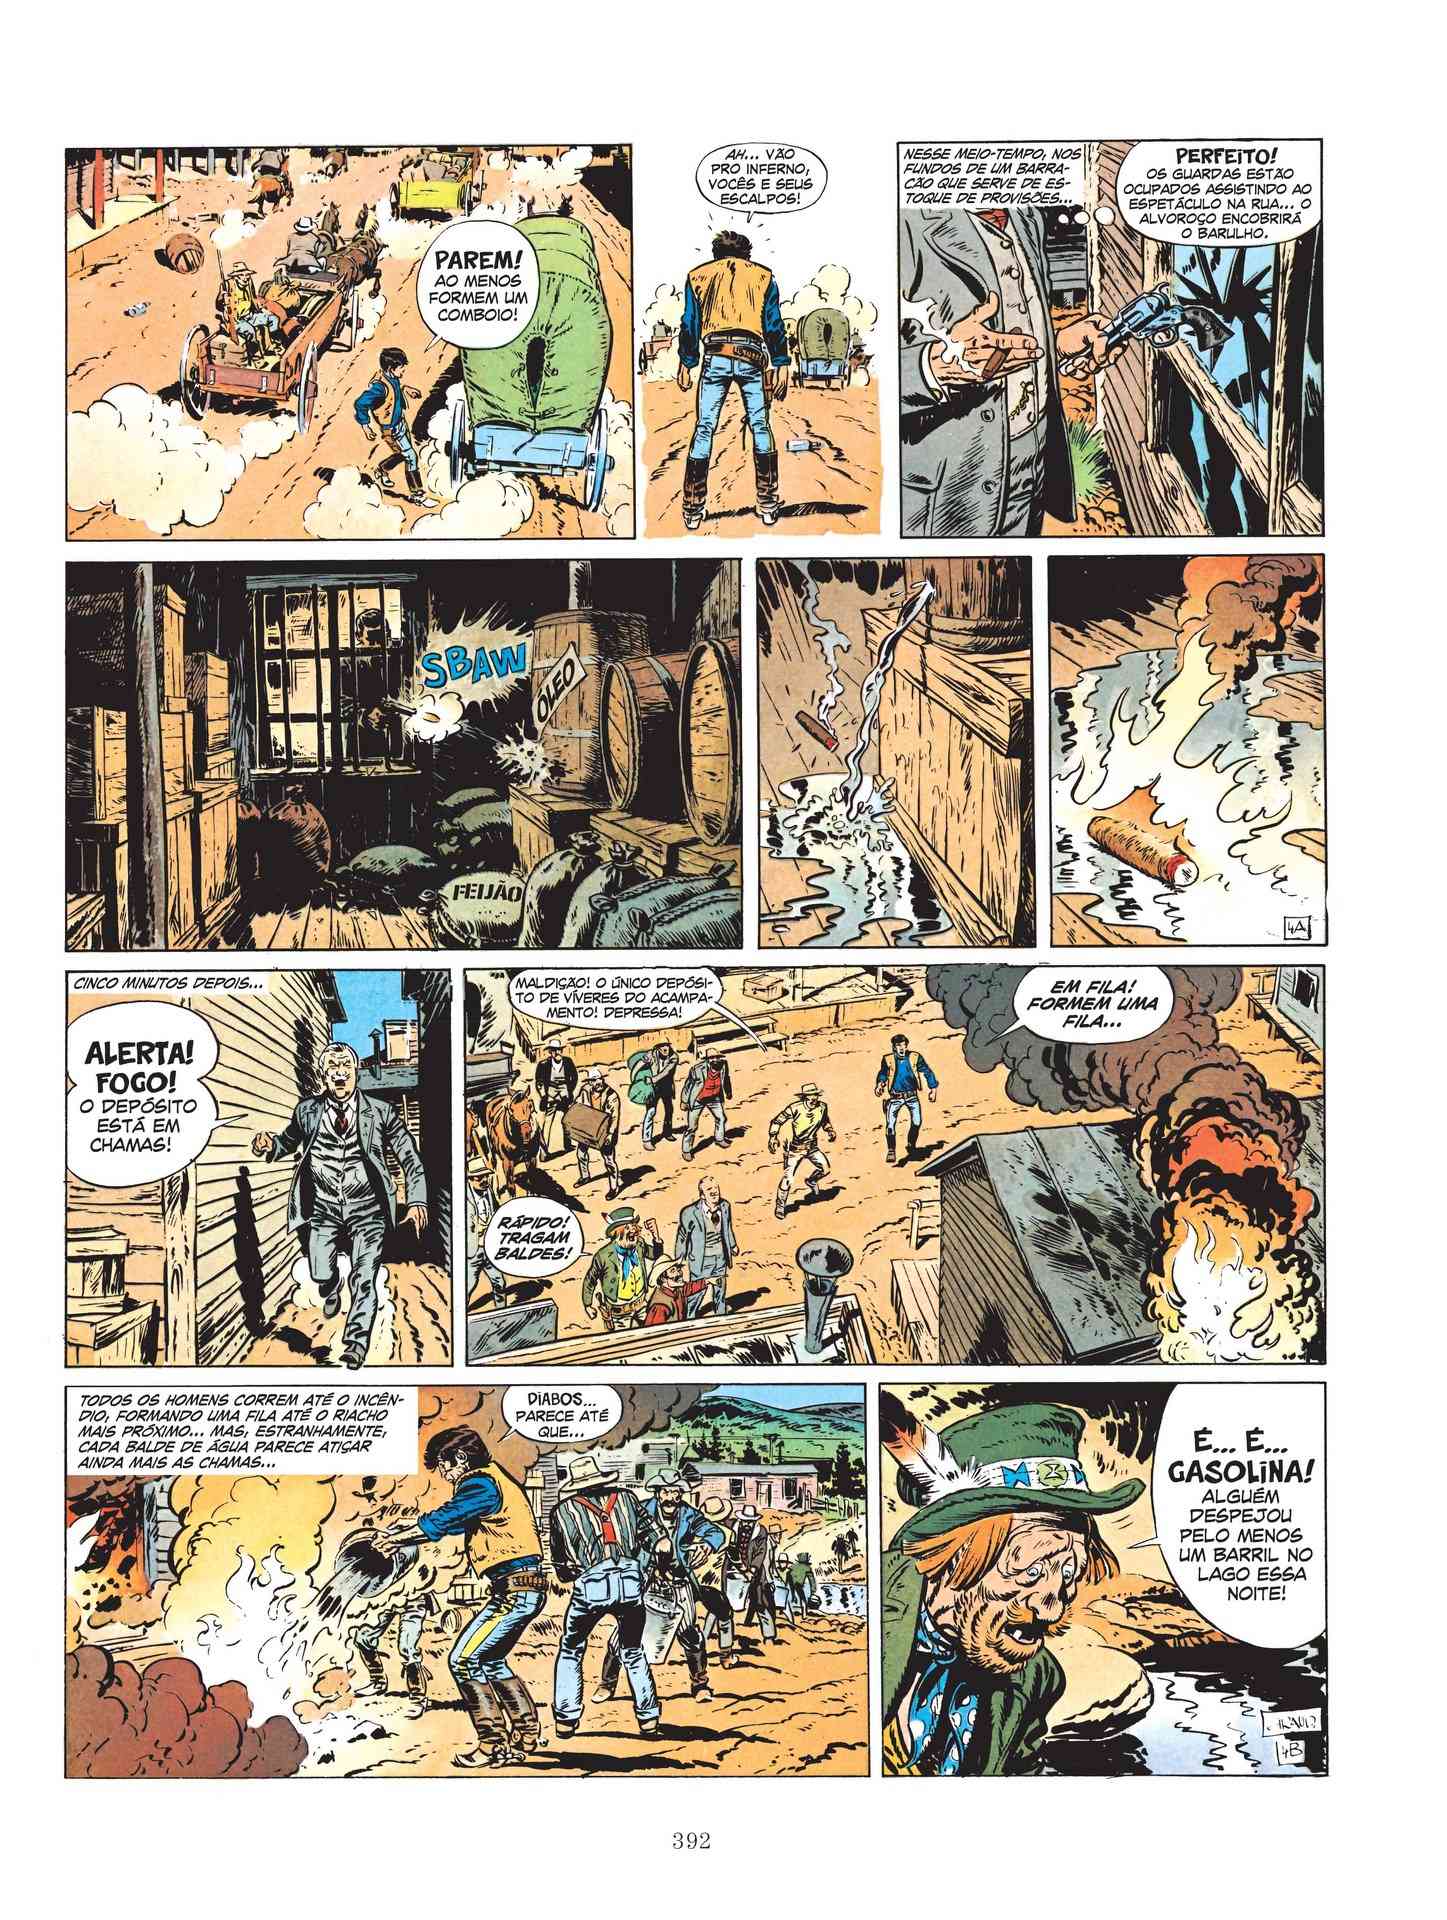 PAREM!
AO MENOS
FORMEM UM
COMBOIO!
AH... VÃO
PRO INFERNO,
VOCÊS E SEUS
ESCALPOS!
NESSE MEIO-TEMPO, NOS
FUNDOS DE UM BARRA-
CÃO QUE SERVE DE ES-
TOQUE DE PROVISÕES...
...
PERFEITO!
OS GUARDAS ESTÃO
OCUPADOS ASSISTINDO AO
ESPETÁCULO NA RUA... O
ALVOROÇO ENCOBRIRÁ
O BARULHO.
SBAW
ÓLEO
FEIJÃO
4A
CINCO MINUTOS DEPOIS...
ALERTA!
FOGO!
O DEPÓSITO
ESTÁ EM
CHAMAS!
MALDIÇÃO! O ÚNICO DEPÓSI-
TO DE VÍVERES DO ACAMPA-
MENTO! DEPRESSA!
EM FILA!
FORMEM UMA
FILA...
RÁPIDO!
TRAGAM
BALDES!
TODOS OS HOMENS CORREM ATÉ O INCÊN-
DIO, FORMANDO UMA FILA ATÉ O RIACHO
MAIS PRÓXIMO... MAS, ESTRANHAMENTE,
CADA BALDE DE ÁGUA PARECE ATIÇAR
AINDA MAIS AS CHAMAS...
DIABOS...
PARECE ATÉ
QUE...
É... É...
GASOLINA!
ALGUÉM
DESPEJOU
PELO MENOS
UM BARRIL NO
LAGO ESSA
NOITE!
4B
392